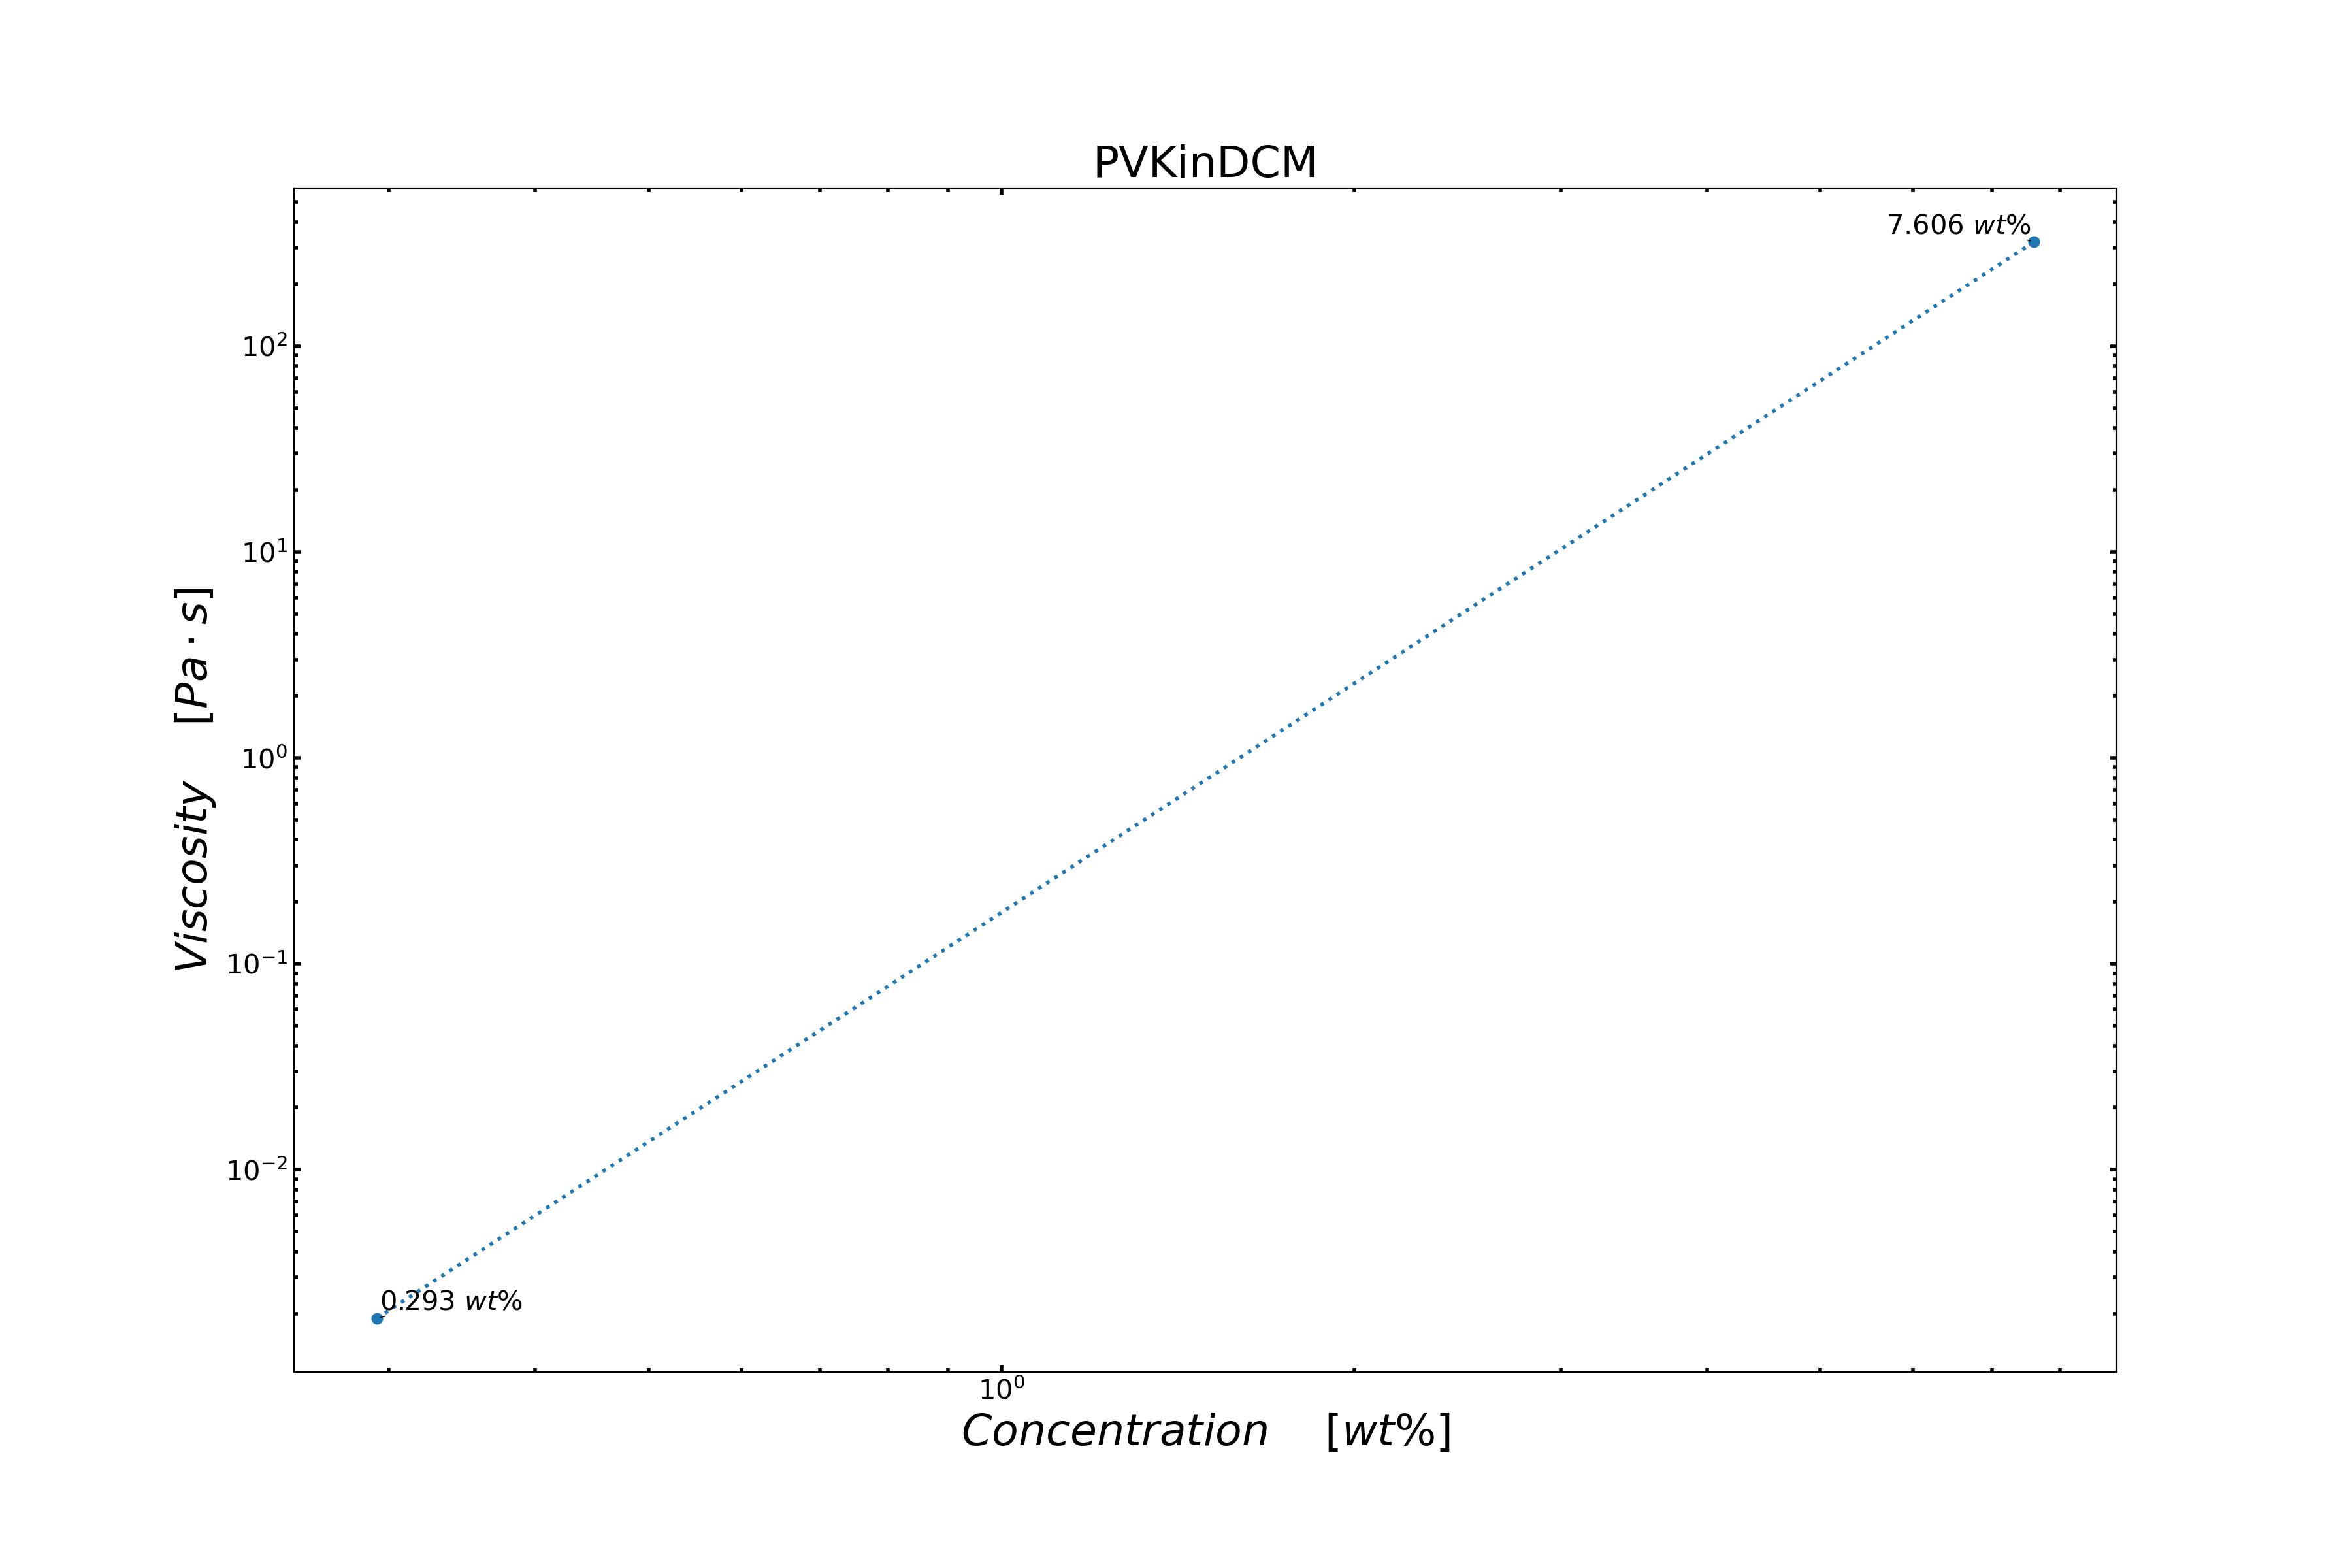 PVKinDCM
7.606 wt%
10²
10¹
10⁰
10⁻¹
10⁻²
Viscosity [Pa · s]
0.293 wt%
10⁰
Concentration [wt%]